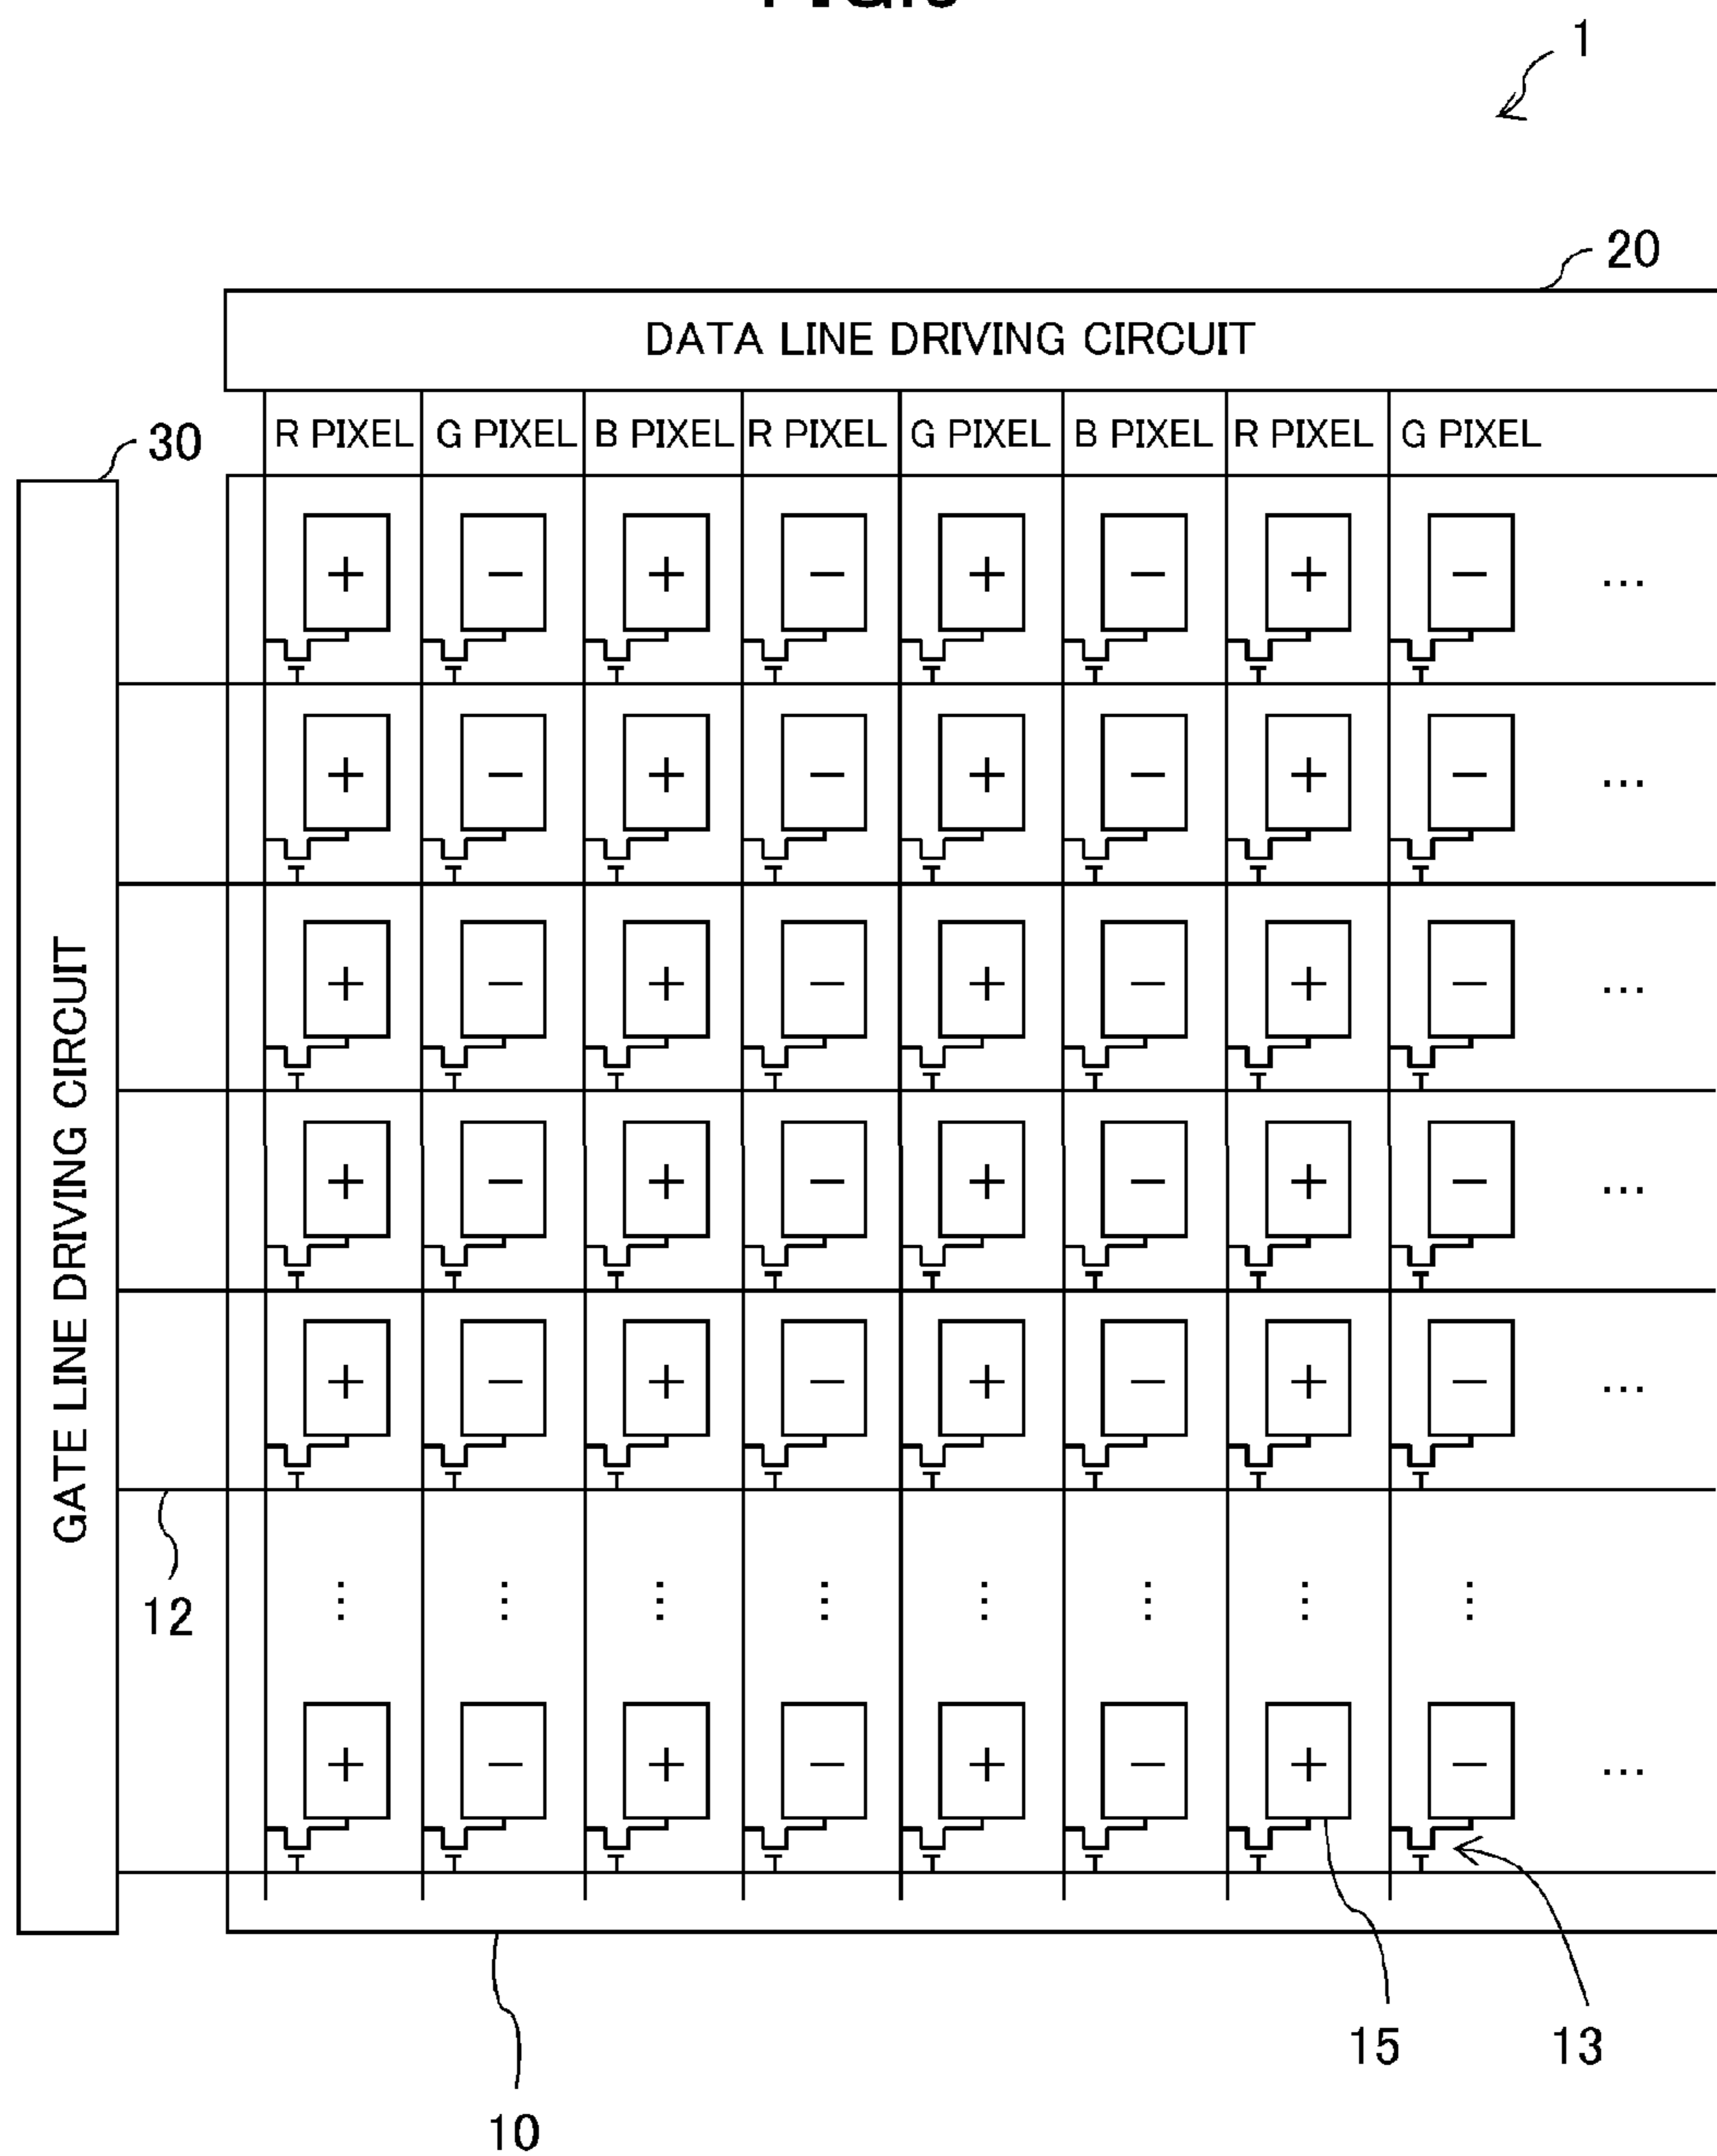 1
20
DATA LINE DRIVING CIRCUIT
30
R PIXEL G PIXEL B PIXEL R PIXEL G PIXEL B PIXEL R PIXEL G PIXEL
+ − + − + − + − ...
+ − + − + − + − ...
+ − + − + − + − ...
+ − + − + − + − ...
+ − + − + − + − ...
+ − + − + − + − ...
GATE LINE DRIVING CIRCUIT
12
15
13
10